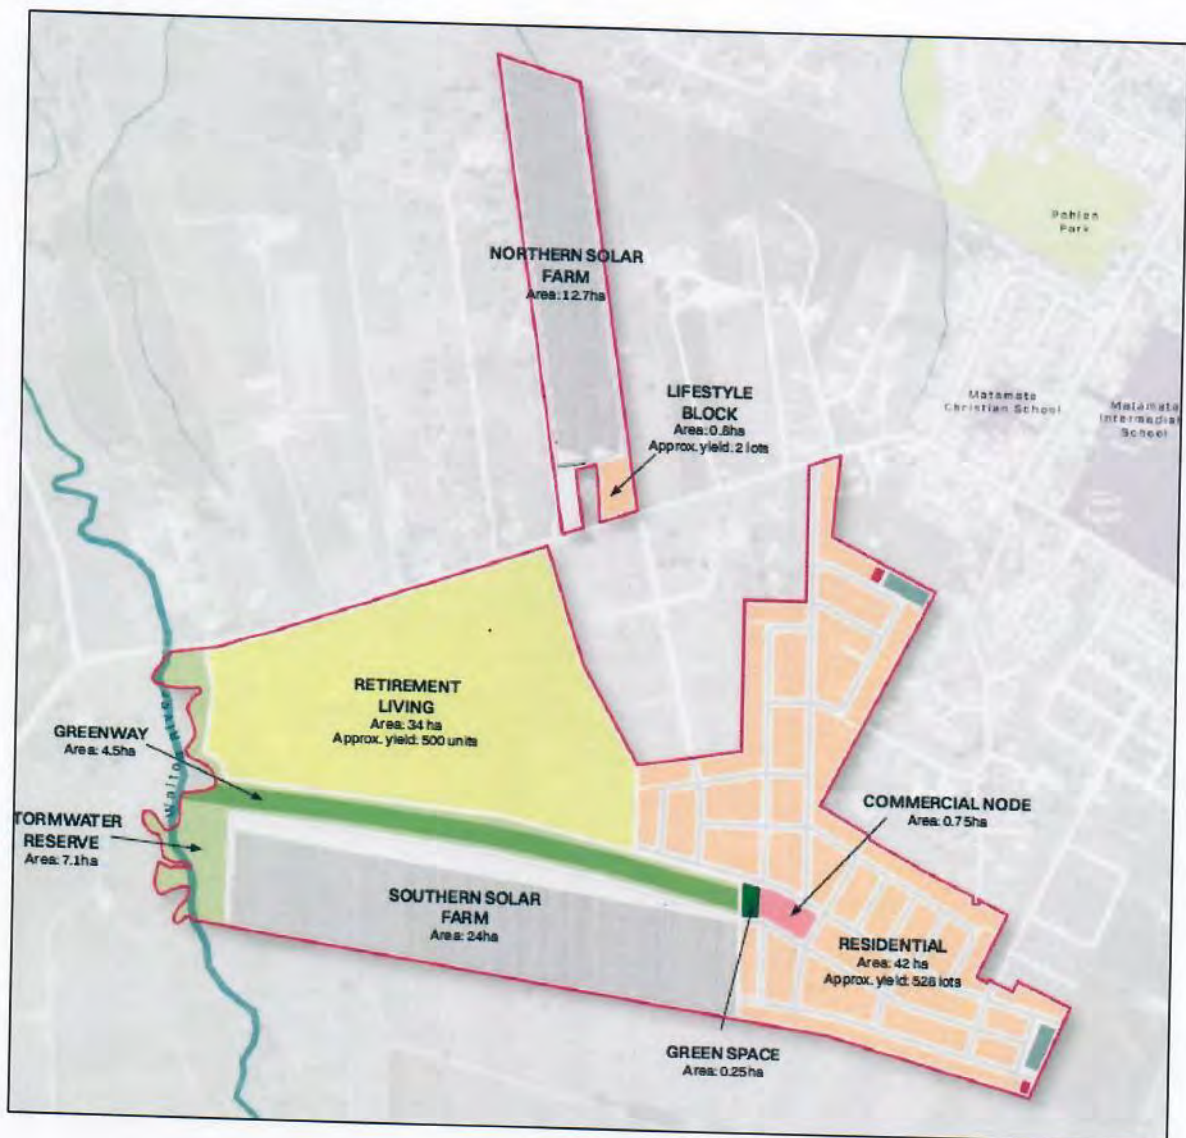 Pohlen
Park
NORTHERN SOLAR
FARM
Area: 12.7ha
LIFESTYLE
BLOCK
Area: 0.8ha
Approx. yield: 2 lots
Matamata
Christian School
Matamata
Intermediat
School
RETIREMENT
LIVING
Area: 34 ha
Approx. yield: 500 units
GREENWAY
Area: 4.5ha
Walton River
COMMERCIAL NODE
Area: 0.75ha
TORMWATER
RESERVE
Area: 7.1ha
SOUTHERN SOLAR
FARM
Area: 24ha
RESIDENTIAL
Area: 42 ha
Approx. yield: 528 lots
GREEN SPACE
Area: 0.25ha